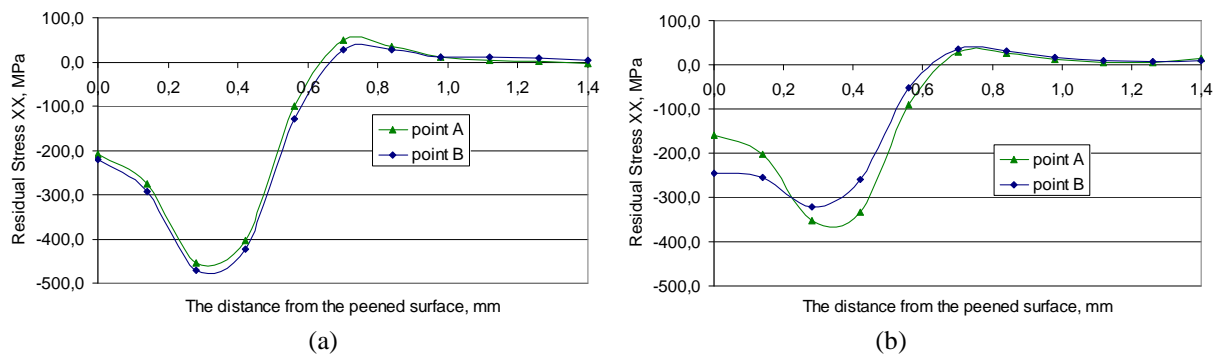 100,0
0,0
-100,0
-200,0
-300,0
-400,0
-500,0
0 0,2 0,4 0,6 0,8 1,0 1,2 1,4
Residual Stress XX, MPa
The distance from the peened surface, mm
point A
point B
(a)
100,0
0,0
-100,0
-200,0
-300,0
-400,0
-500,0
0 0,2 0,4 0,6 0,8 1,0 1,2 1,4
Residual Stress XX, MPa
The distance from the peened surface, mm
point A
point B
(b)